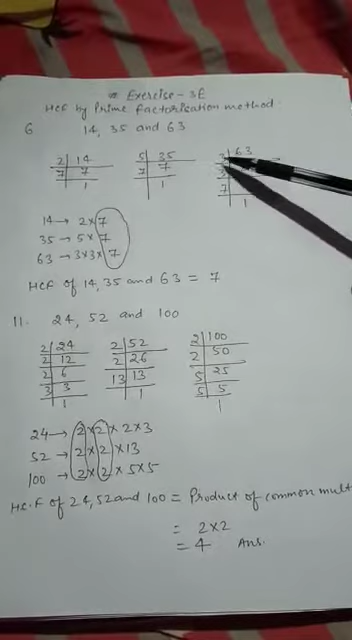 Exercise - 3E
HCF by Prime factorisation method
6 14, 35 and 63
2 | 14 5 | 35 3 | 63
7 | 7 7 | 7
1 1 7
1
14 → 2 × 7
35 → 5 × 7
63 → 3 × 3 × 7
HCF of 14, 35 and 63 = 7
11. 24, 52 and 100
2 | 24 2 | 52 2 | 100
2 | 12 2 | 26 2 | 50
2 | 6 13 | 13 5 | 25
3 | 3 1 5 | 5
1 1
24 → 2 × 2 × 2 × 3
52 → 2 × 2 × 13
100 → 2 × 2 × 5 × 5
H.C.F of 24, 52 and 100 = Product of common mult
= 2 × 2
= 4 Ans.